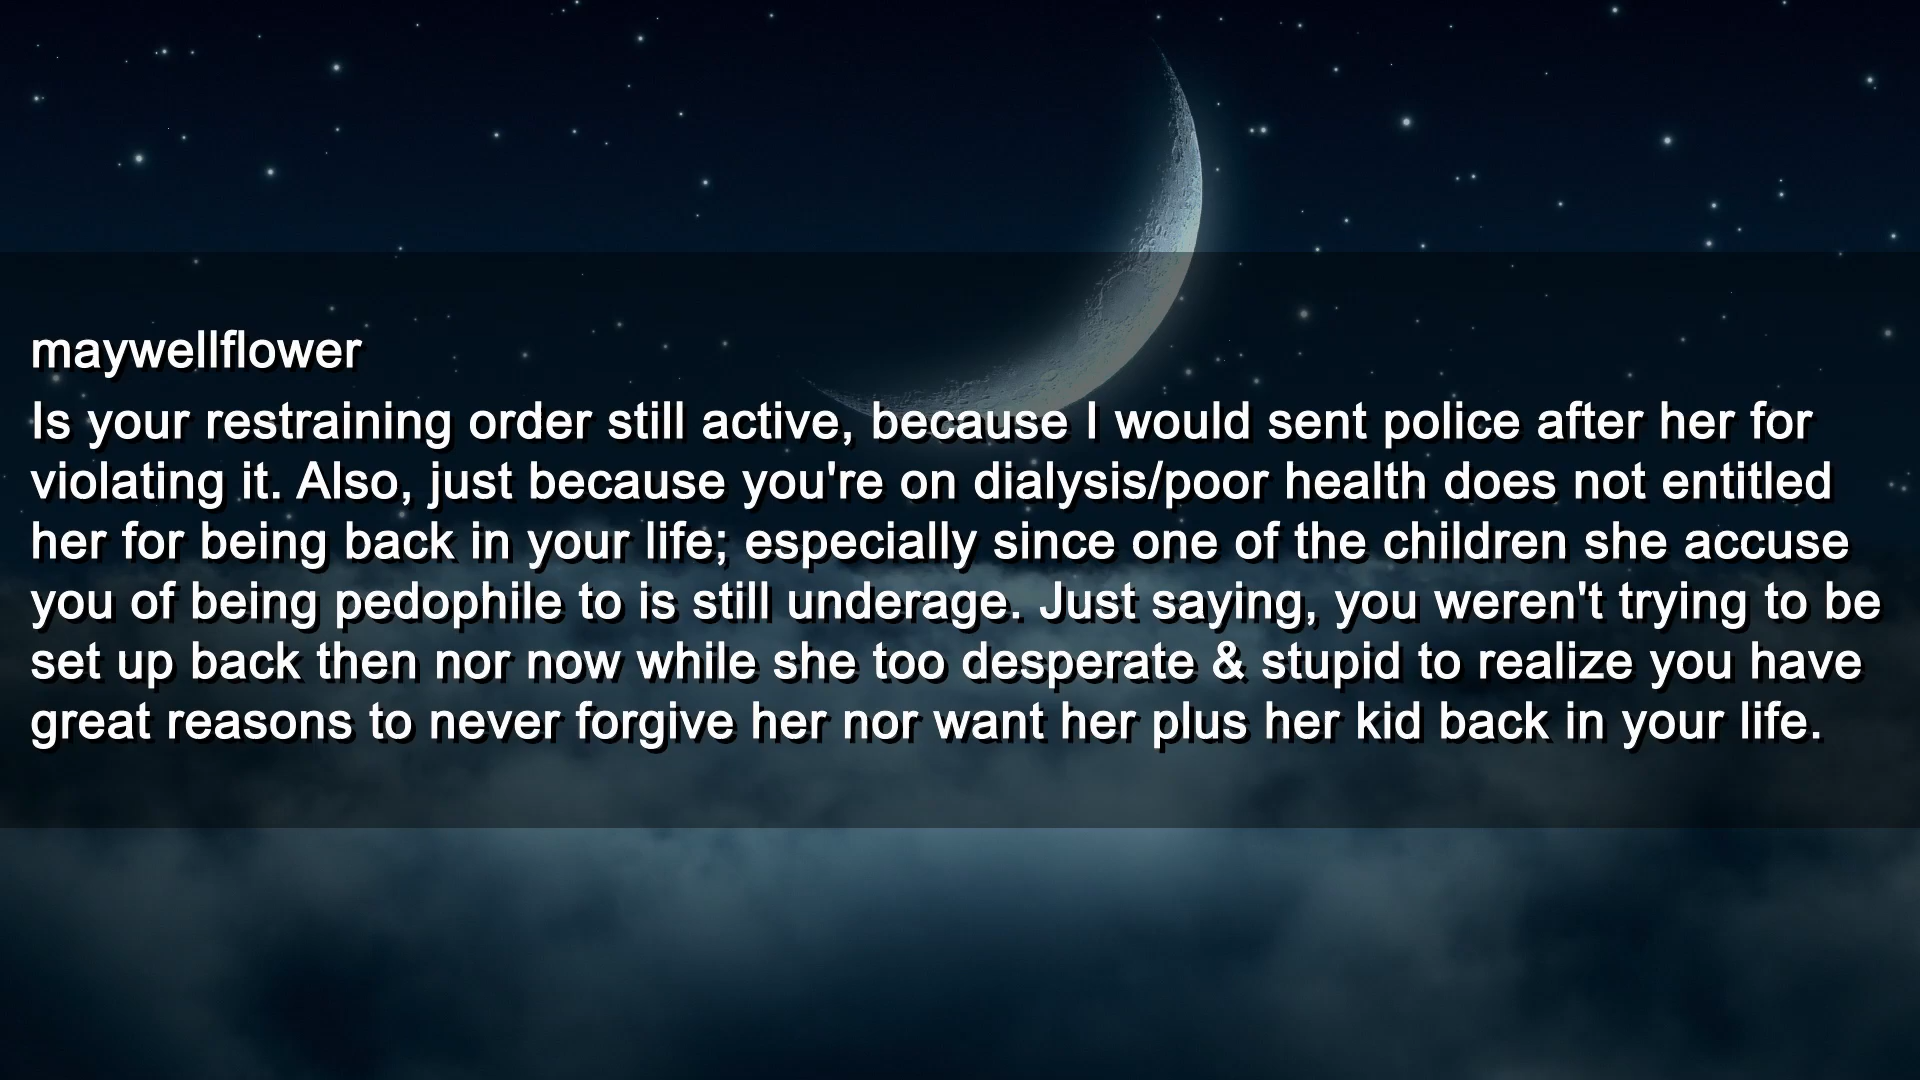 maywellflower
Is your restraining order still active, because I would sent police after her for
violating it. Also, just because you're on dialysis/poor health does not entitled
her for being back in your life; especially since one of the children she accuse
you of being pedophile to is still underage. Just saying, you weren't trying to be
set up back then nor now while she too desperate & stupid to realize you have
great reasons to never forgive her nor want her plus her kid back in your life.